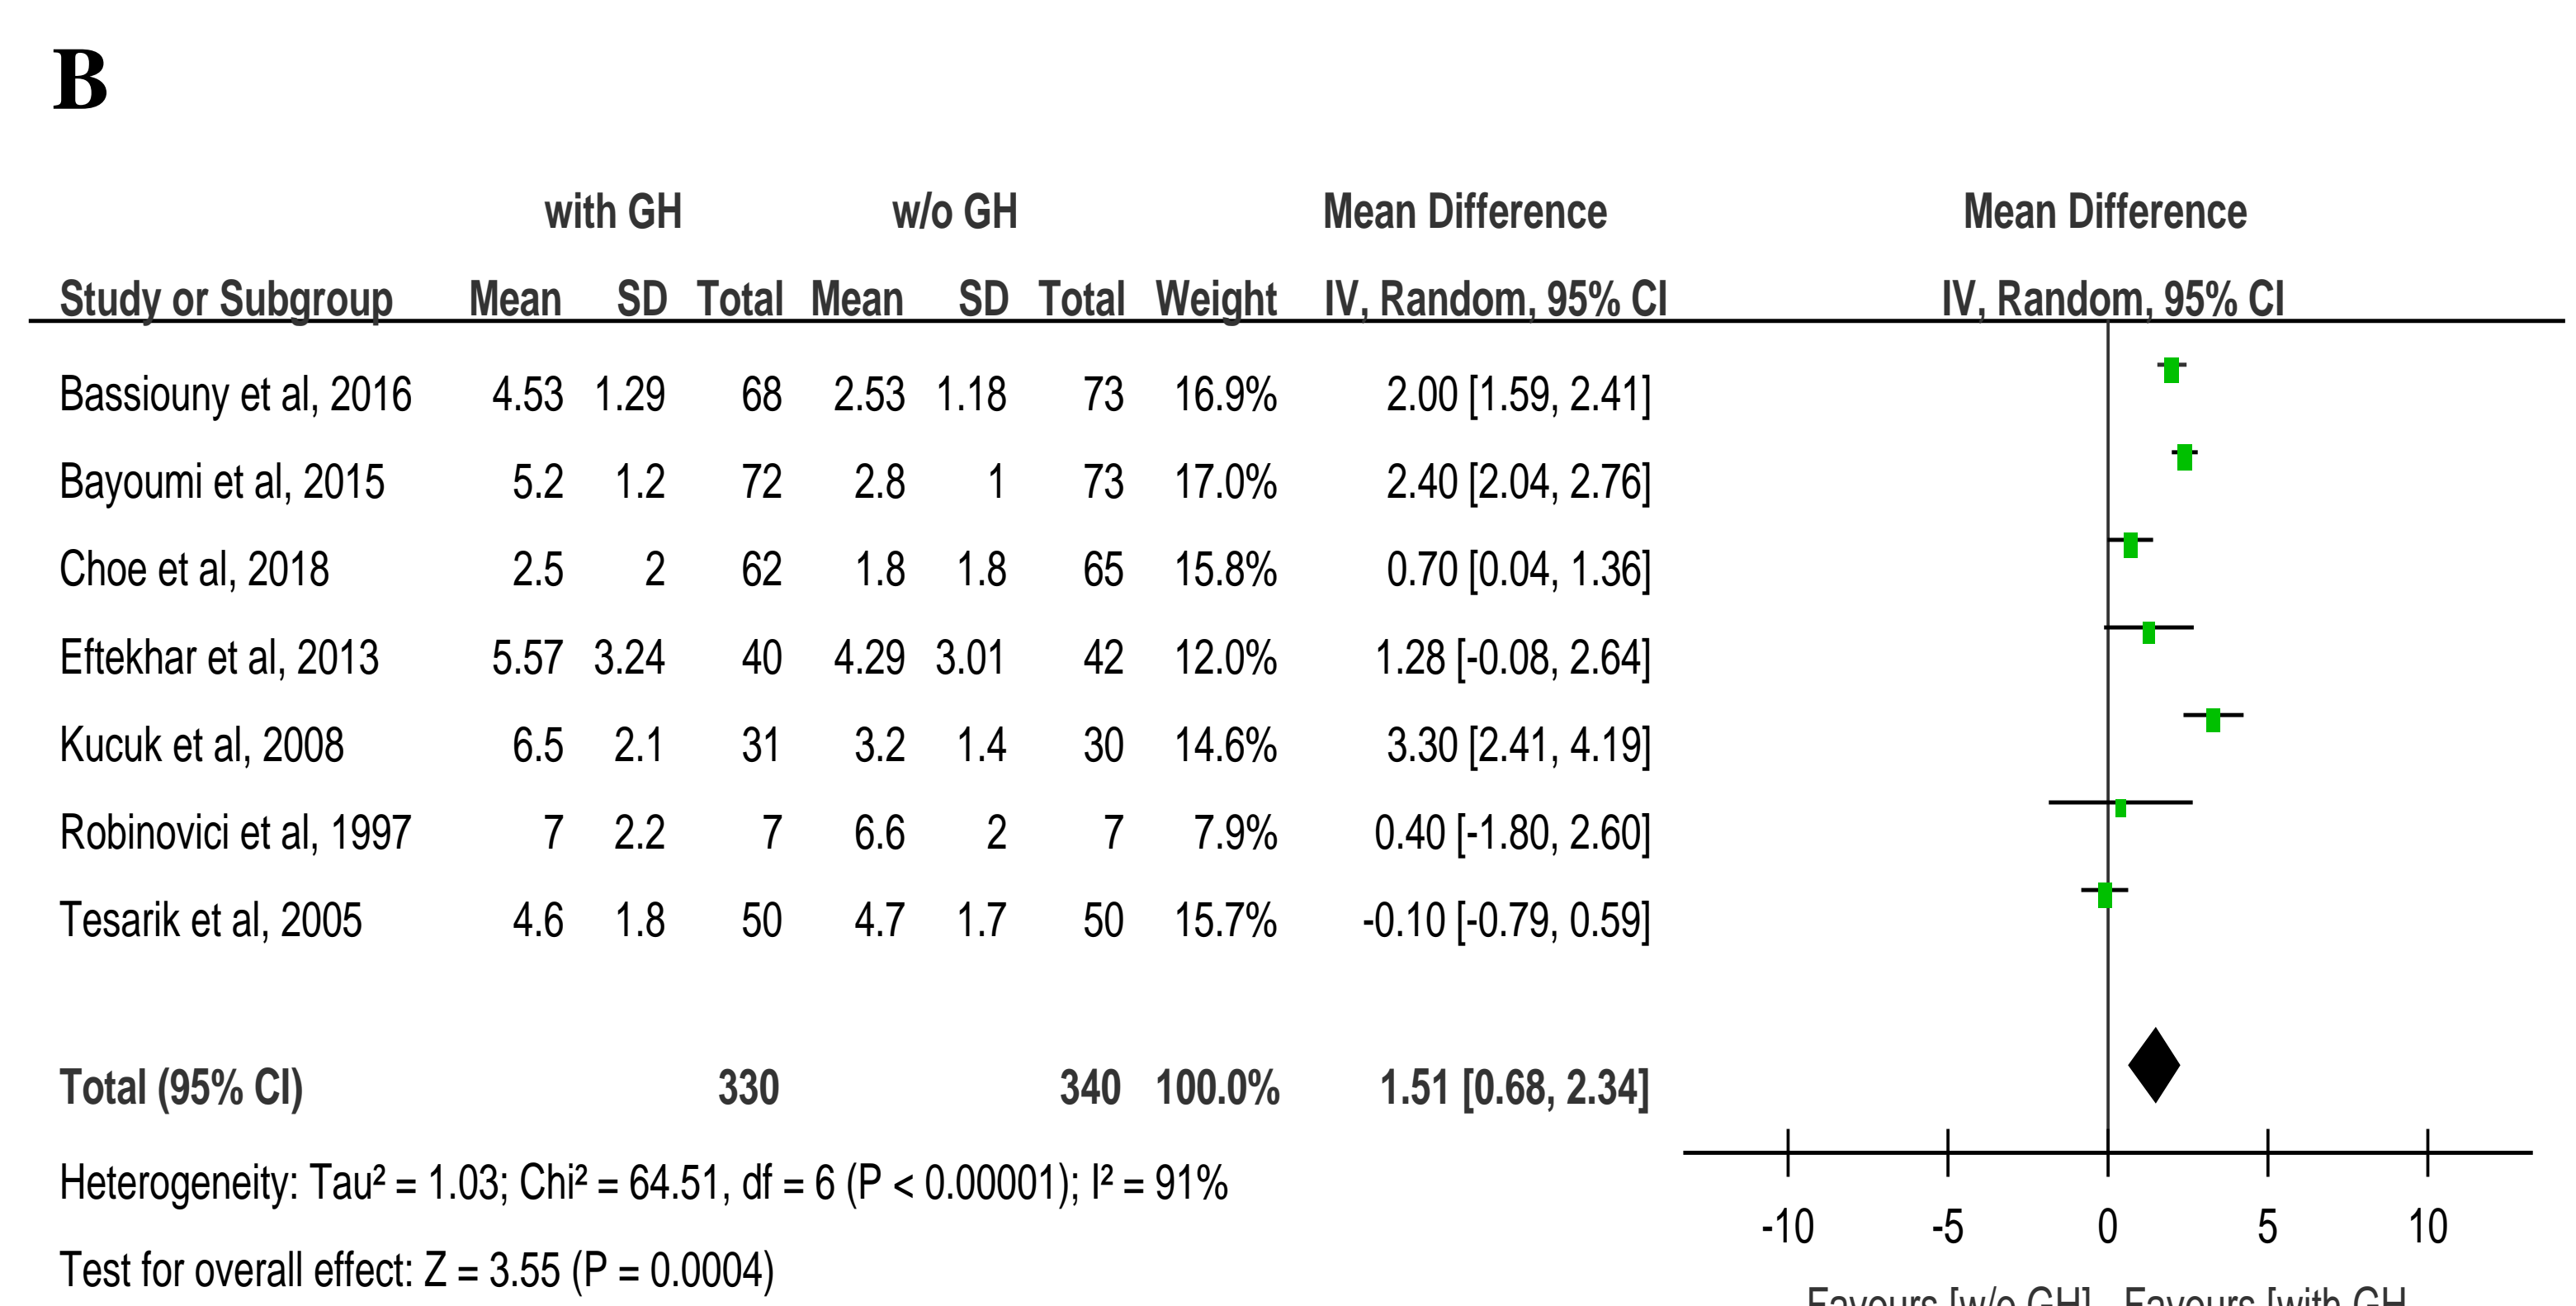 B
with GH w/o GH Mean Difference Mean Difference
Study or Subgroup Mean SD Total Mean SD Total Weight IV, Random, 95% CI IV, Random, 95% CI
Bassiouny et al, 2016 4.53 1.29 68 2.53 1.18 73 16.9% 2.00 [1.59, 2.41]
Bayoumi et al, 2015 5.2 1.2 72 2.8 1 73 17.0% 2.40 [2.04, 2.76]
Choe et al, 2018 2.5 2 62 1.8 1.8 65 15.8% 0.70 [0.04, 1.36]
Eftekhar et al, 2013 5.57 3.24 40 4.29 3.01 42 12.0% 1.28 [-0.08, 2.64]
Kucuk et al, 2008 6.5 2.1 31 3.2 1.4 30 14.6% 3.30 [2.41, 4.19]
Robinovici et al, 1997 7 2.2 7 6.6 2 7 7.9% 0.40 [-1.80, 2.60]
Tesarik et al, 2005 4.6 1.8 50 4.7 1.7 50 15.7% -0.10 [-0.79, 0.59]
Total (95% CI) 330 340 100.0% 1.51 [0.68, 2.34]
Heterogeneity: Tau² = 1.03; Chi² = 64.51, df = 6 (P < 0.00001); I² = 91%
-10 -5 0 5 10
Test for overall effect: Z = 3.55 (P = 0.0004)
Favours [w/o GH] Favours [with GH